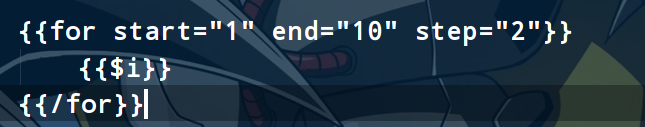 {{for start="1" end="10" step="2"}}
    {{$i}}
{{/for}}